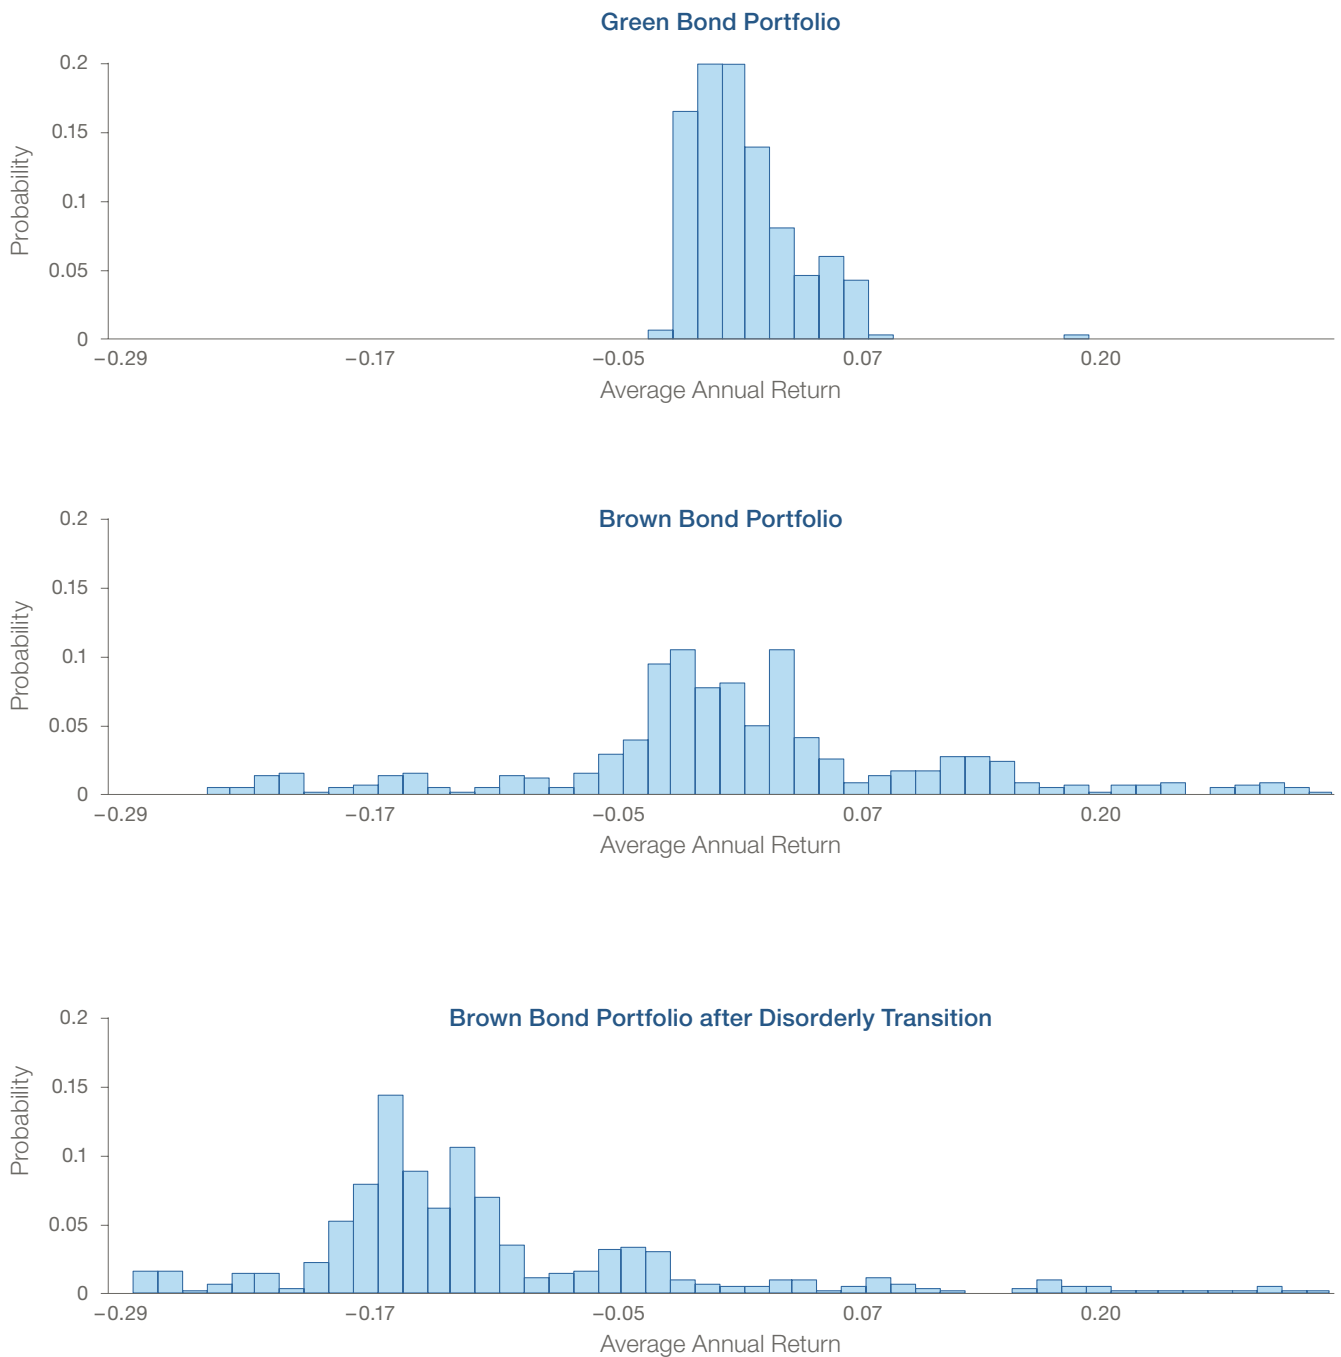 Green Bond Portfolio
0.2
0.15
0.1
0.05
0
Probability
−0.29 −0.17 −0.05 0.07 0.20
Average Annual Return
Brown Bond Portfolio
0.2
0.15
0.1
0.05
0
Probability
−0.29 −0.17 −0.05 0.07 0.20
Average Annual Return
Brown Bond Portfolio after Disorderly Transition
0.2
0.15
0.1
0.05
0
Probability
−0.29 −0.17 −0.05 0.07 0.20
Average Annual Return